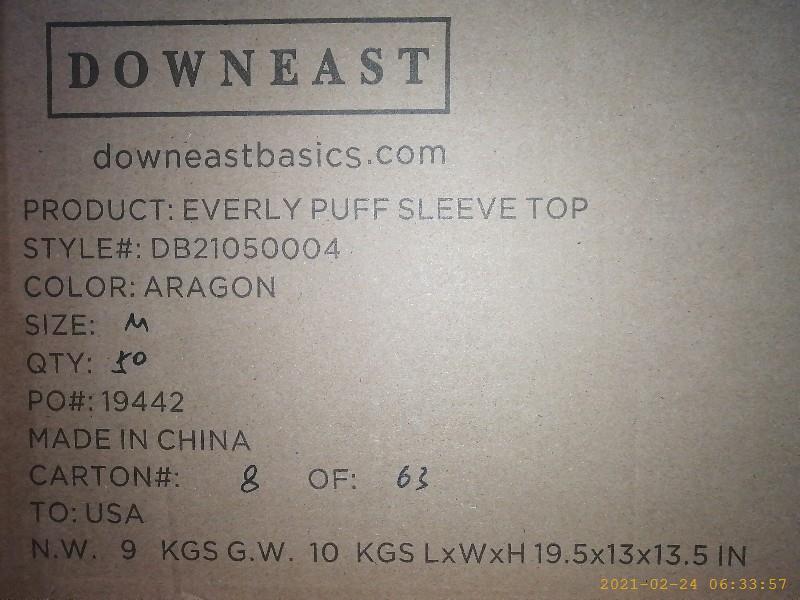 DOWNEAST
downeastbasics.com
PRODUCT: EVERLY PUFF SLEEVE TOP
STYLE#: DB21050004
COLOR: ARAGON
SIZE: M
QTY: 50
PO#: 19442
MADE IN CHINA
CARTON#: 8 OF: 63
TO: USA
N.W. 9 KGS G.W. 10 KGS LxWxH 19.5x13x13.5 IN
2021-02-24 06:33:57